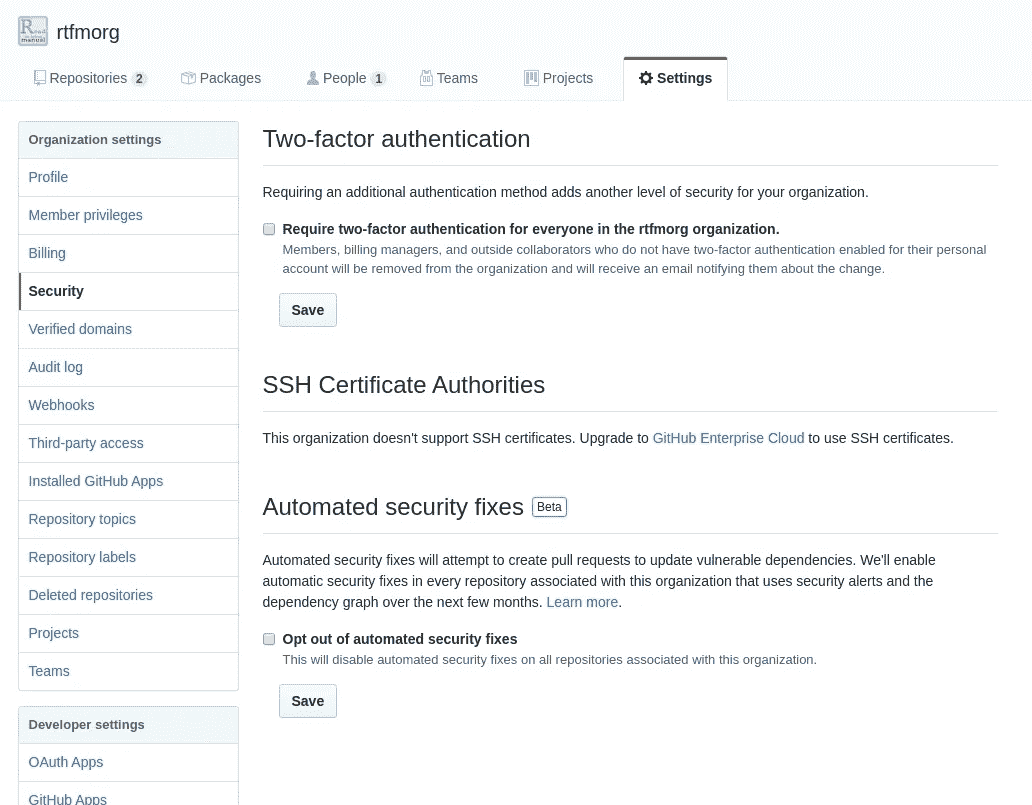 rtfmorg
Repositories 2 Packages People 1 Teams Projects Settings
Organization settings
Profile
Member privileges
Billing
Security
Verified domains
Audit log
Webhooks
Third-party access
Installed GitHub Apps
Repository topics
Repository labels
Deleted repositories
Projects
Teams
Developer settings
OAuth Apps
GitHub Apps
Two-factor authentication
Requiring an additional authentication method adds another level of security for your organization.
Require two-factor authentication for everyone in the rtfmorg organization.
Members, billing managers, and outside collaborators who do not have two-factor authentication enabled for their personal
account will be removed from the organization and will receive an email notifying them about the change.
Save
SSH Certificate Authorities
This organization doesn't support SSH certificates. Upgrade to GitHub Enterprise Cloud to use SSH certificates.
Automated security fixes Beta
Automated security fixes will attempt to create pull requests to update vulnerable dependencies. We'll enable
automatic security fixes in every repository associated with this organization that uses security alerts and the
dependency graph over the next few months. Learn more.
Opt out of automated security fixes
This will disable automated security fixes on all repositories associated with this organization.
Save